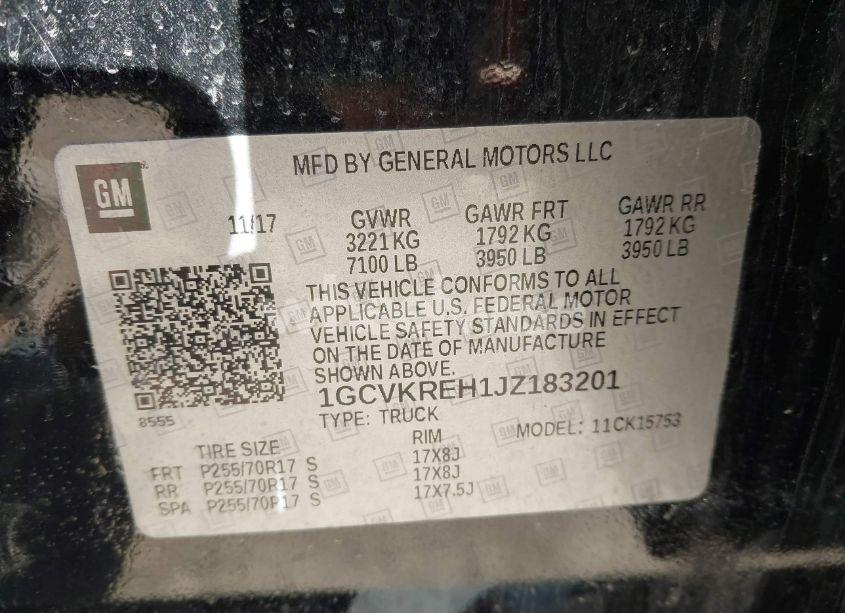 MFD BY GENERAL MOTORS LLC
GM
11/17 GVWR GAWR FRT GAWR RR
3221 KG 1792 KG 1792 KG
7100 LB 3950 LB 3950 LB
THIS VEHICLE CONFORMS TO ALL
APPLICABLE U.S. FEDERAL MOTOR
VEHICLE SAFETY STANDARDS IN EFFECT
ON THE DATE OF MANUFACTURE
SHOWN ABOVE.
1GCVKREH1JZ183201
8555
TYPE: TRUCK MODEL: 11CK15753
TIRE SIZE RIM
FRT P255/70R17 S 17X8J
RR P255/70R17 S 17X8J
SPA P255/70R17 S 17X7.5J